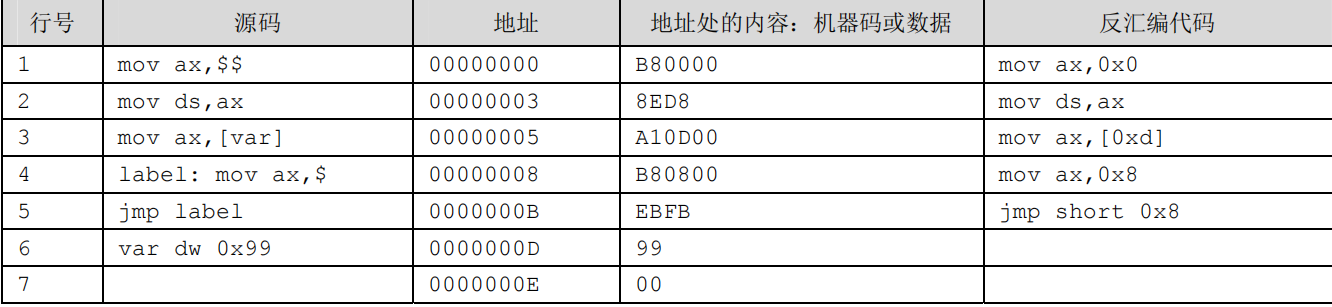 行号 源码 地址 地址处的内容：机器码或数据 反汇编代码
1 mov ax,$$ 00000000 B80000 mov ax,0x0
2 mov ds,ax 00000003 8ED8 mov ds,ax
3 mov ax,[var] 00000005 A10D00 mov ax,[0xd]
4 label: mov ax,$ 00000008 B80800 mov ax,0x8
5 jmp label 0000000B EBFB jmp short 0x8
6 var dw 0x99 0000000D 99
7 0000000E 00